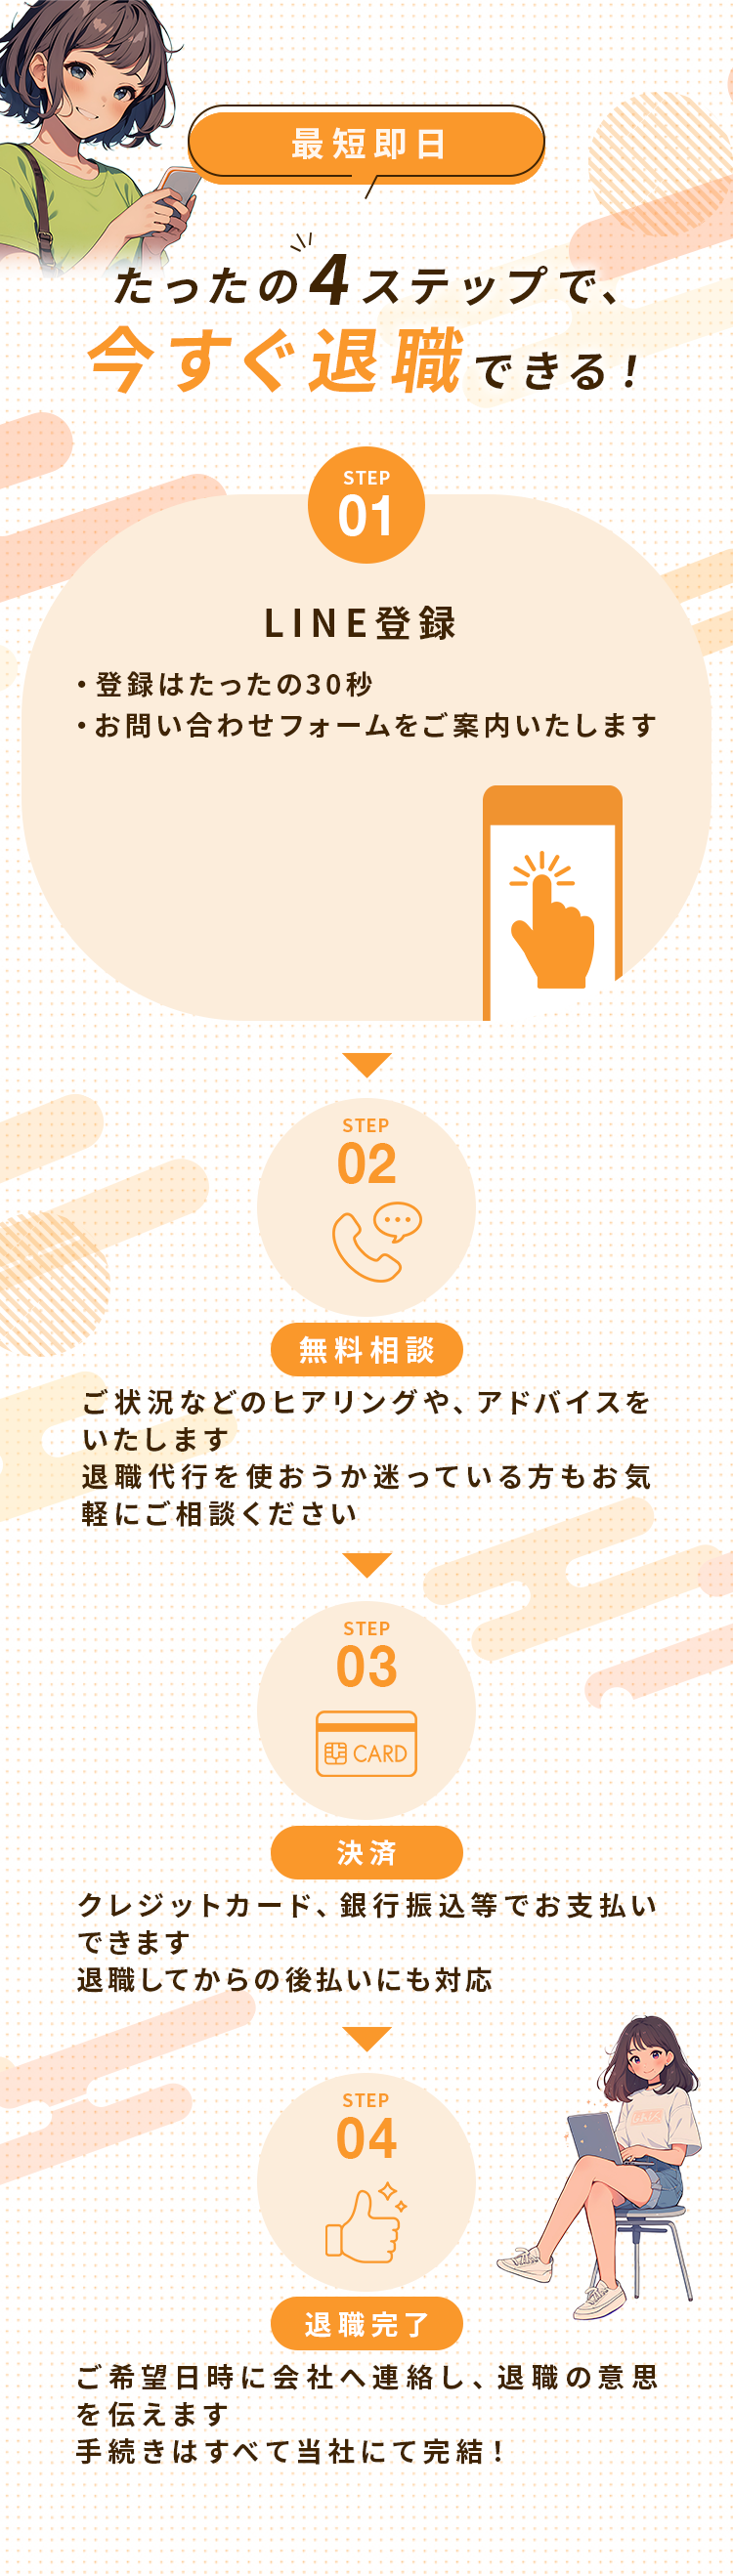 最短即日
たったの4ステップで、
今すぐ退職できる！
STEP
01
LINE登録
・登録はたったの30秒
・お問い合わせフォームをご案内いたします
STEP
02
無料相談
ご状況などのヒアリングや、アドバイスを
いたします
退職代行を使おうか迷っている方もお気
軽にご相談ください
STEP
03
CARD
決済
クレジットカード、銀行振込等でお支払い
できます
退職してからの後払いにも対応
STEP
04
退職完了
ご希望日時に会社へ連絡し、退職の意思
を伝えます
手続きはすべて当社にて完結！